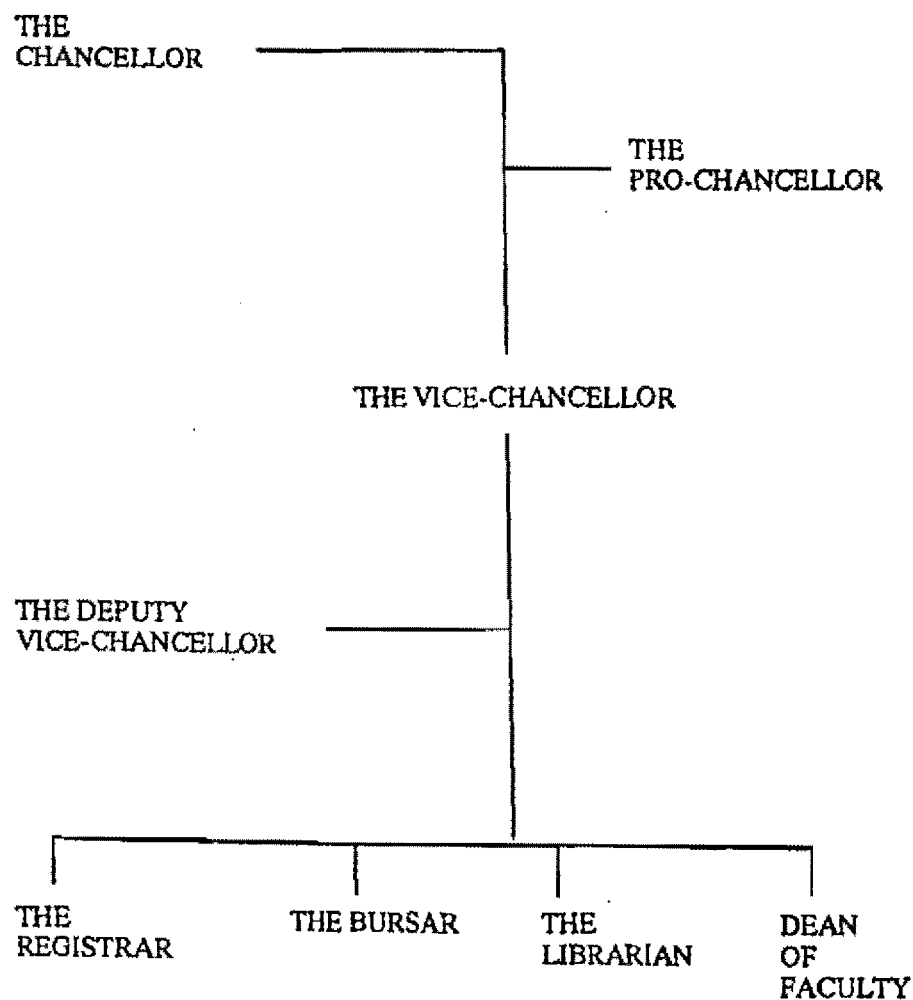 THE
CHANCELLOR
THE
PRO-CHANCELLOR
THE VICE-CHANCELLOR
THE DEPUTY
VICE-CHANCELLOR
THE
REGISTRAR
THE BURSAR
THE
LIBRARIAN
DEAN
OF
FACULTY